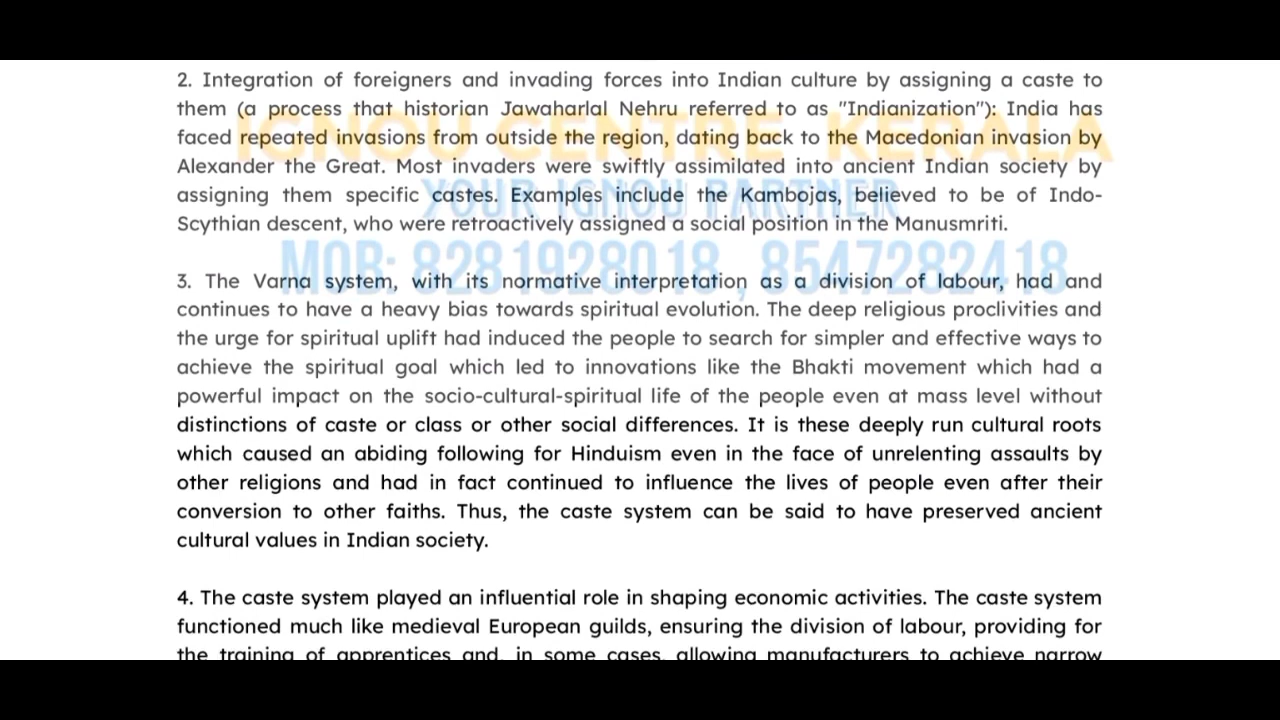 2. Integration of foreigners and invading forces into Indian culture by assigning a caste to
them (a process that historian Jawaharlal Nehru referred to as "Indianization"): India has
faced repeated invasions from outside the region, dating back to the Macedonian invasion by
Alexander the Great. Most invaders were swiftly assimilated into ancient Indian society by
assigning them specific castes. Examples include the Kambojas, believed to be of Indo-
Scythian descent, who were retroactively assigned a social position in the Manusmriti.
IGNOU CENTRE KERALA
YOUR IGNOU PARTNER
MOB: 8281928018 , 8547282418
3. The Varna system, with its normative interpretation as a division of labour, had and
continues to have a heavy bias towards spiritual evolution. The deep religious proclivities and
the urge for spiritual uplift had induced the people to search for simpler and effective ways to
achieve the spiritual goal which led to innovations like the Bhakti movement which had a
powerful impact on the socio-cultural-spiritual life of the people even at mass level without
distinctions of caste or class or other social differences. It is these deeply run cultural roots
which caused an abiding following for Hinduism even in the face of unrelenting assaults by
other religions and had in fact continued to influence the lives of people even after their
conversion to other faiths. Thus, the caste system can be said to have preserved ancient
cultural values in Indian society.
4. The caste system played an influential role in shaping economic activities. The caste system
functioned much like medieval European guilds, ensuring the division of labour, providing for
the training of apprentices and, in some cases, allowing manufacturers to achieve narrow